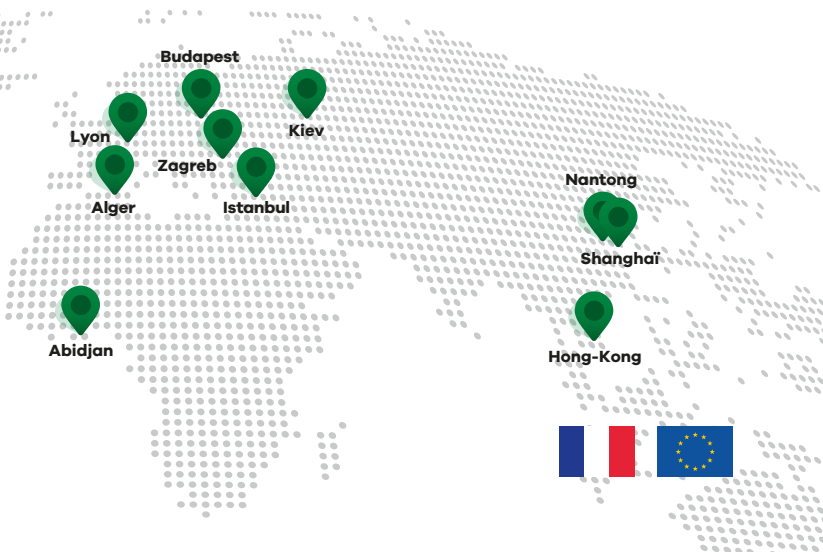 Budapest
Lyon
Kiev
Zagreb
Alger
Istanbul
Nantong
Shanghaï
Abidjan
Hong-Kong